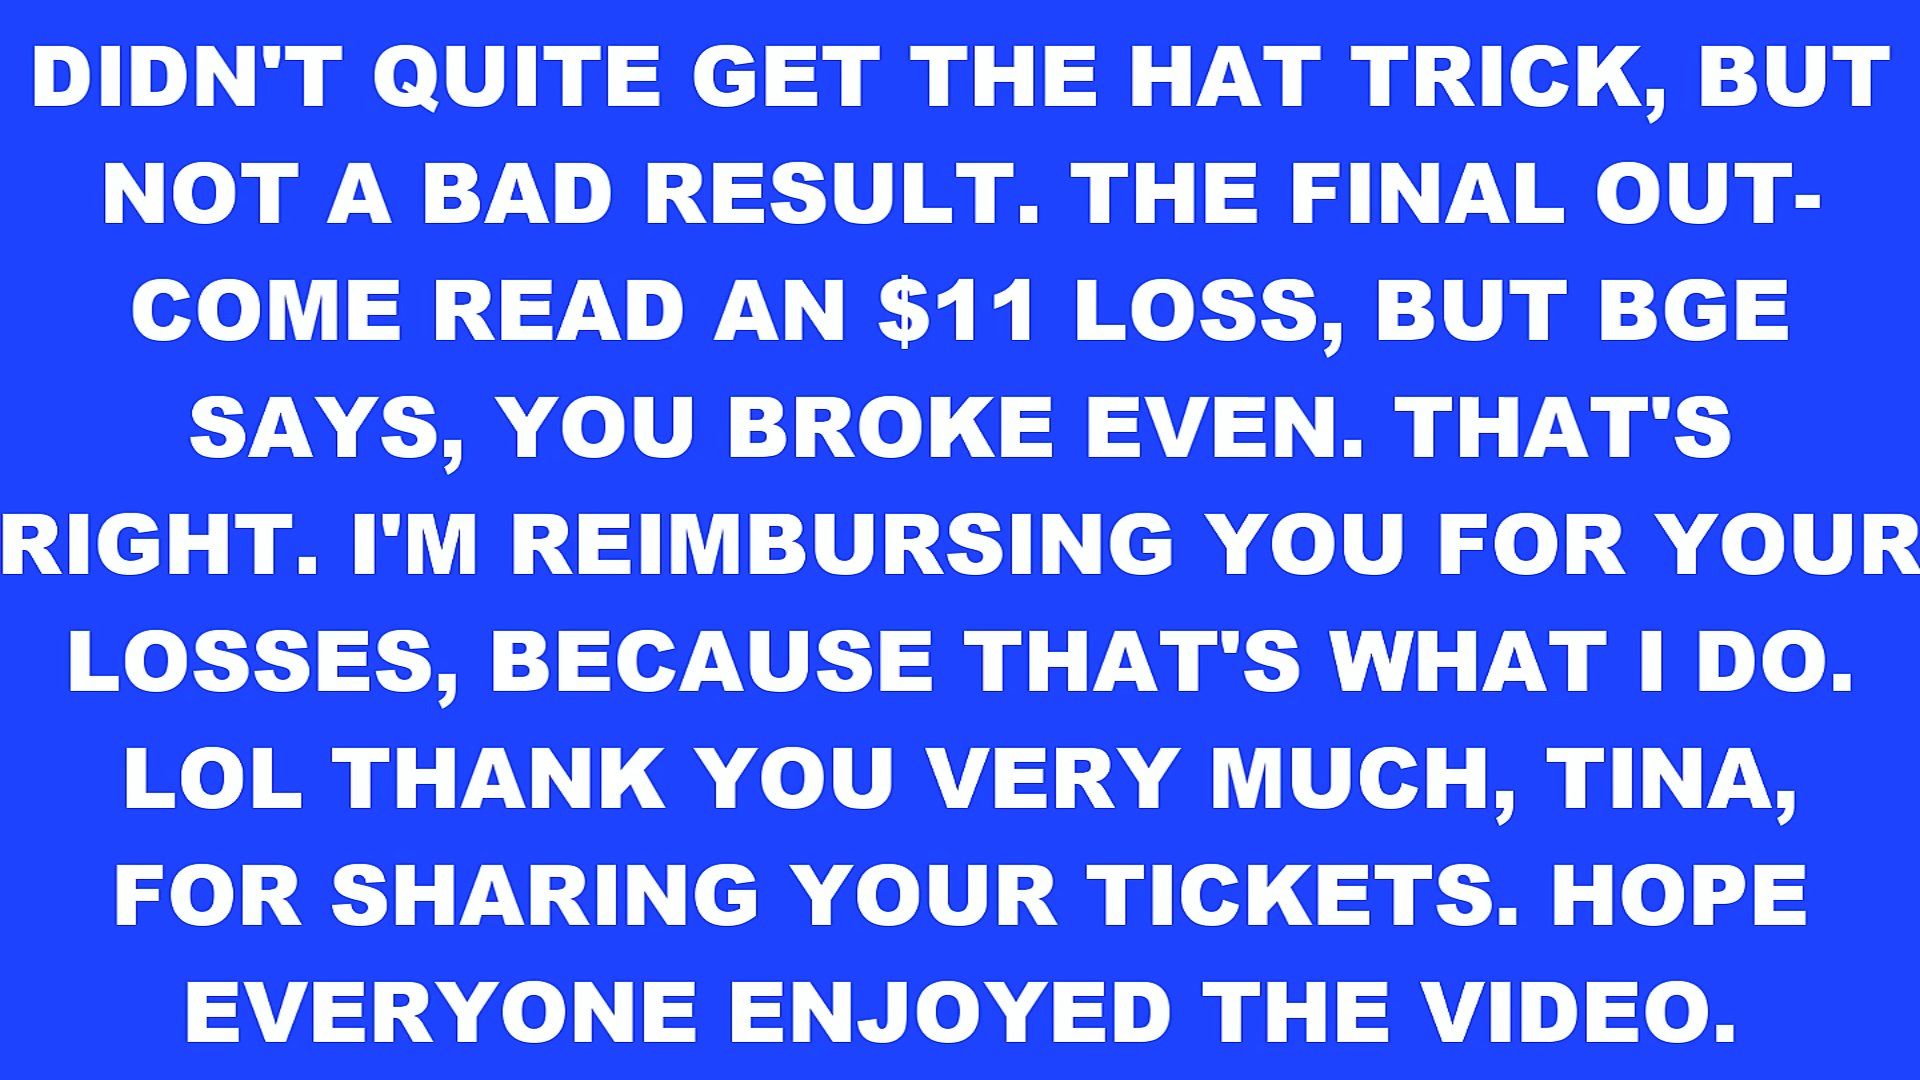 DIDN'T QUITE GET THE HAT TRICK, BUT
NOT A BAD RESULT. THE FINAL OUT-
COME READ AN $11 LOSS, BUT BGE
SAYS, YOU BROKE EVEN. THAT'S
RIGHT. I'M REIMBURSING YOU FOR YOUR
LOSSES, BECAUSE THAT'S WHAT I DO.
LOL THANK YOU VERY MUCH, TINA,
FOR SHARING YOUR TICKETS. HOPE
EVERYONE ENJOYED THE VIDEO.